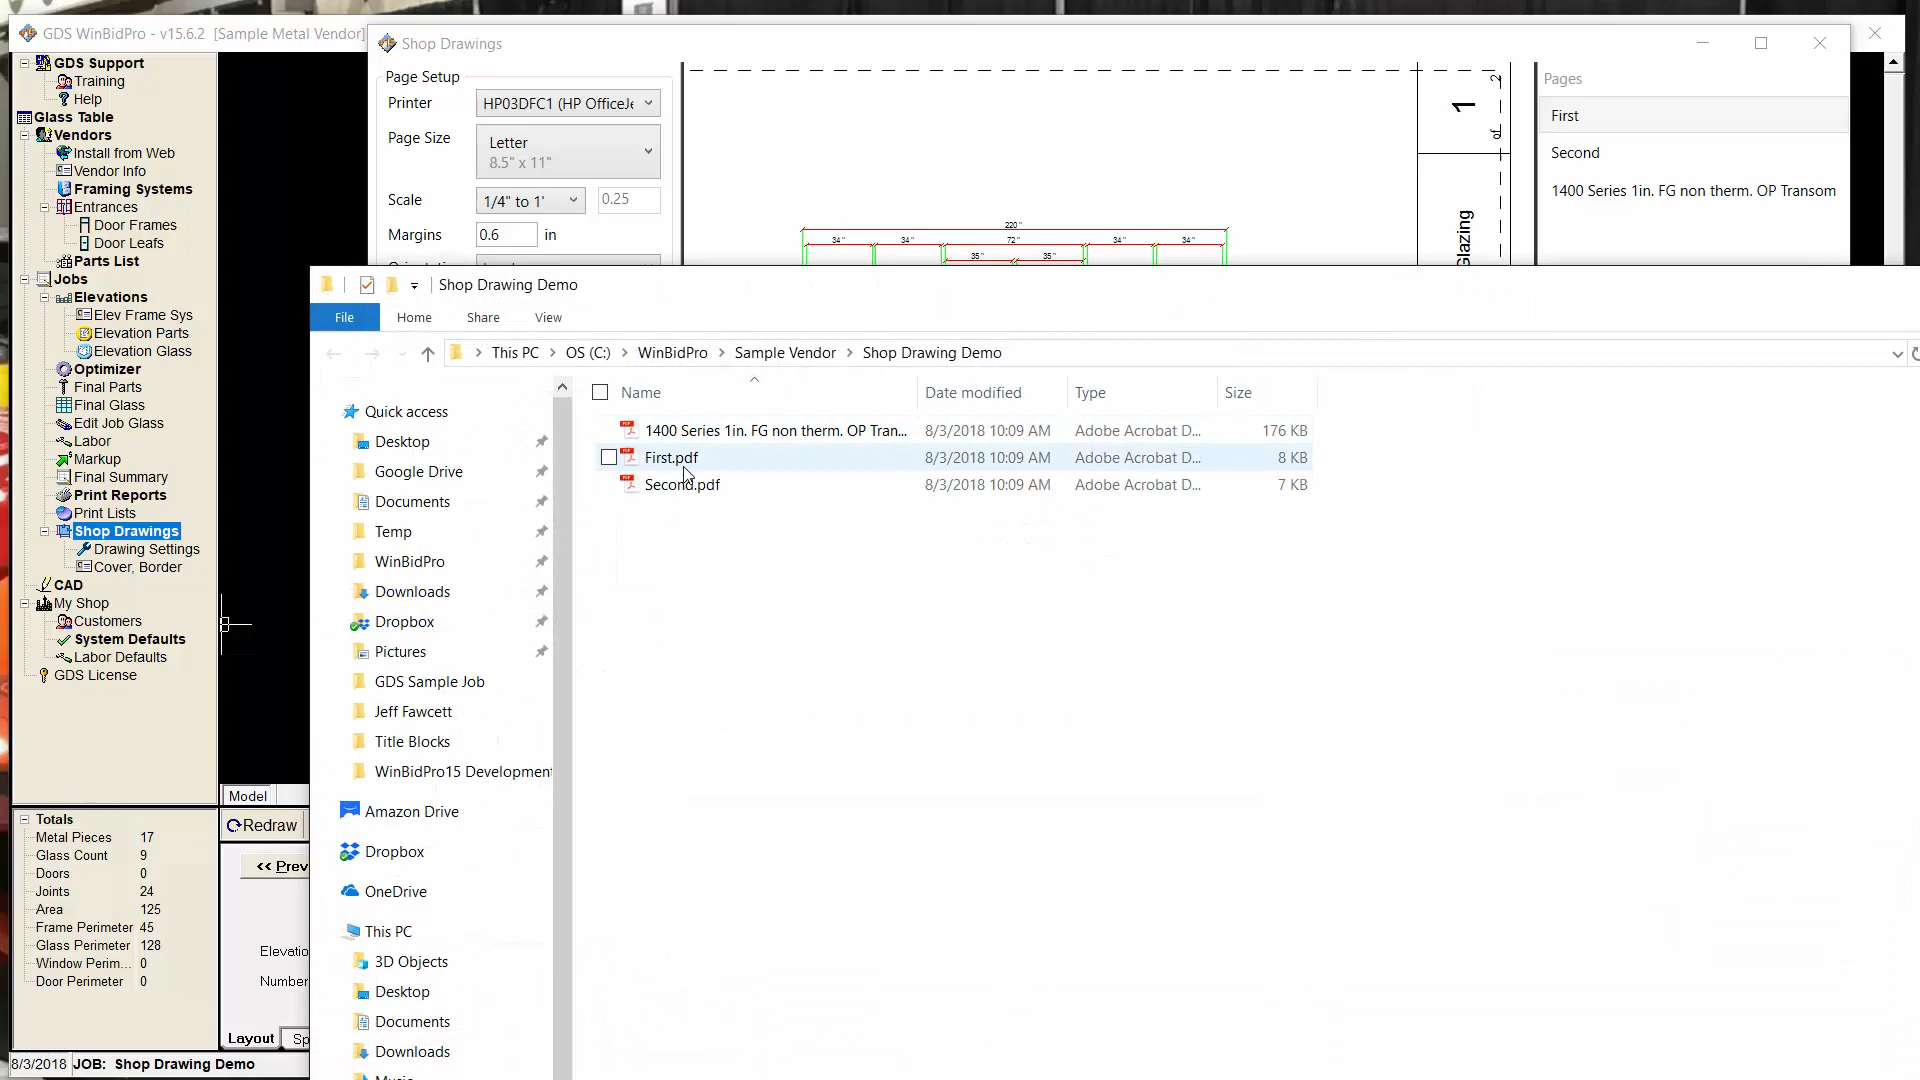 GDS WinBidPro - v15.6.2 [Sample Metal Vendor]
GDS Support
Training
Help
Glass Table
Vendors
Install from Web
Vendor Info
Framing Systems
Entrances
Door Frames
Door Leafs
Parts List
Jobs
Elevations
Elev Frame Sys
Elevation Parts
Elevation Glass
Optimizer
Final Parts
Final Glass
Edit Job Glass
Labor
Markup
Final Summary
Print Reports
Print Lists
Shop Drawings
Drawing Settings
Cover, Border
CAD
My Shop
Customers
System Defaults
Labor Defaults
GDS License
Totals
Metal Pieces 17
Glass Count 9
Doors 0
Joints 24
Area 125
Frame Perimeter 45
Glass Perimeter 128
Window Perim... 0
Door Perimeter 0
8/3/2018 JOB: Shop Drawing Demo
Model
Redraw
<< Prev
Elevatio
Number
Layout Sp
Shop Drawings
Page Setup
Printer HP03DFC1 (HP OfficeJe
Page Size Letter
8.5" x 11"
Scale 1/4" to 1' 0.25
Margins 0.6 in
220"
34" 34" 72" 34" 34"
35" 35"
1 of 2
Glazing
Pages
First
Second
1400 Series 1in. FG non therm. OP Transom
Shop Drawing Demo
File Home Share View
This PC > OS (C:) > WinBidPro > Sample Vendor > Shop Drawing Demo
Quick access
Desktop
Google Drive
Documents
Temp
WinBidPro
Downloads
Dropbox
Pictures
GDS Sample Job
Jeff Fawcett
Title Blocks
WinBidPro15 Development
Amazon Drive
Dropbox
OneDrive
This PC
3D Objects
Desktop
Documents
Downloads
Name Date modified Type Size
1400 Series 1in. FG non therm. OP Tran... 8/3/2018 10:09 AM Adobe Acrobat D... 176 KB
First.pdf 8/3/2018 10:09 AM Adobe Acrobat D... 8 KB
Second.pdf 8/3/2018 10:09 AM Adobe Acrobat D... 7 KB